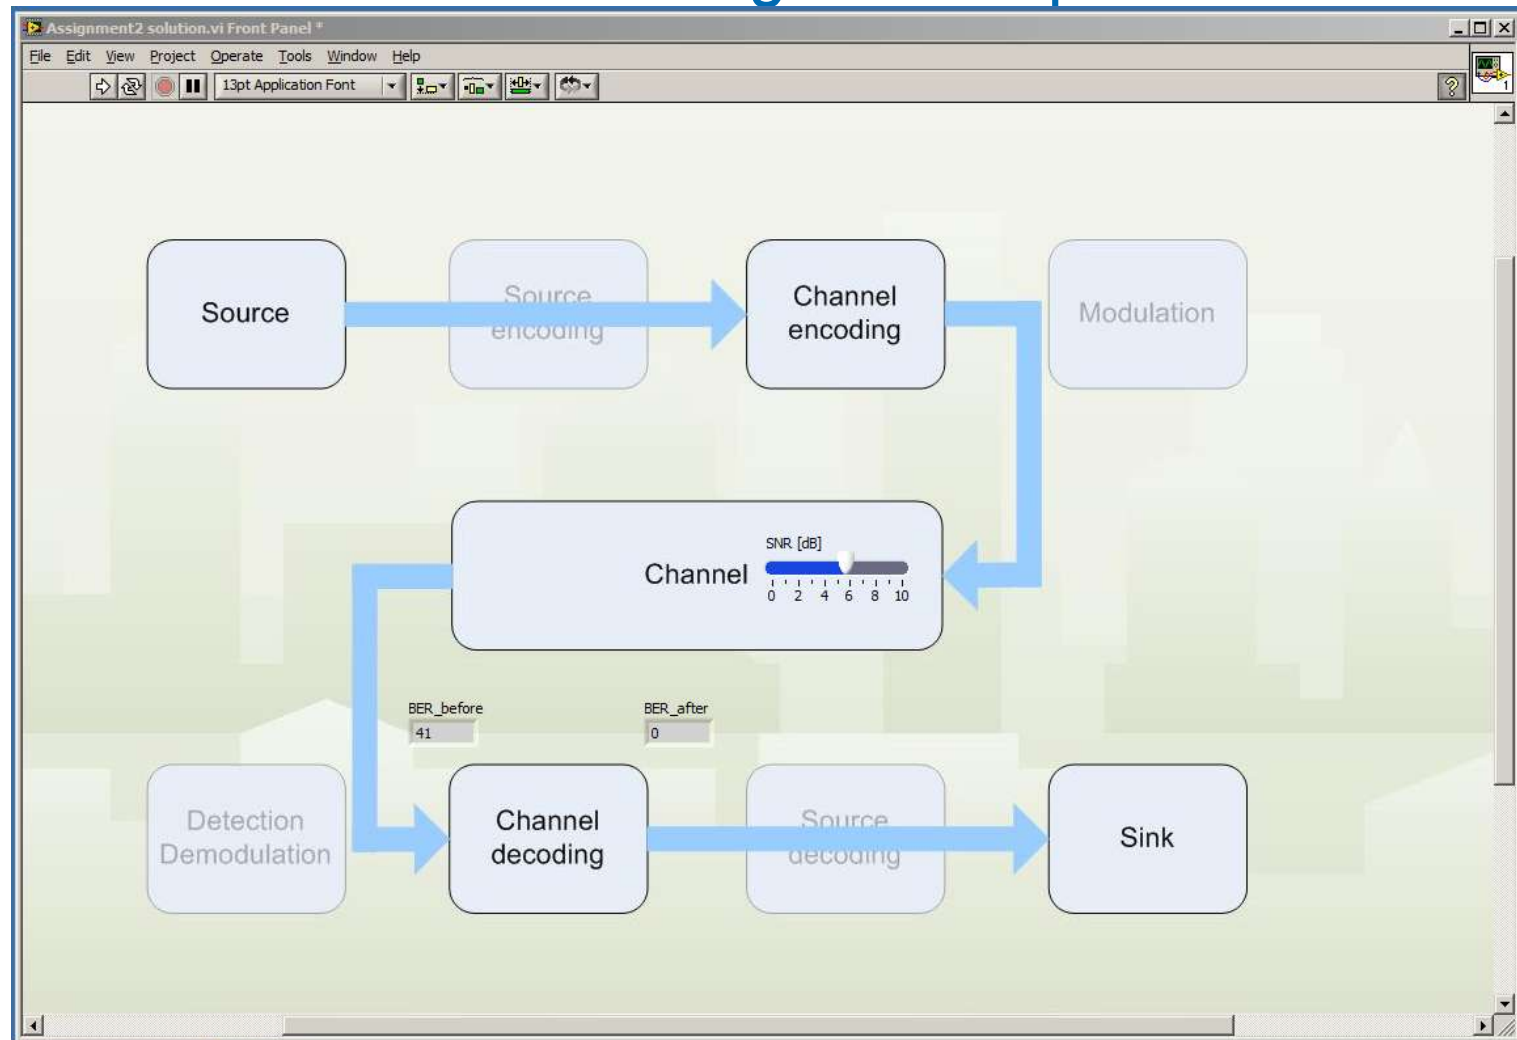 Assignment2 solution.vi Front Panel *
File Edit View Project Operate Tools Window Help
13pt Application Font
1
Source
Source
encoding
Channel
encoding
Modulation
Channel
SNR [dB]
0 2 4 6 8 10
BER_before
41
BER_after
0
Detection
Demodulation
Channel
decoding
Source
decoding
Sink